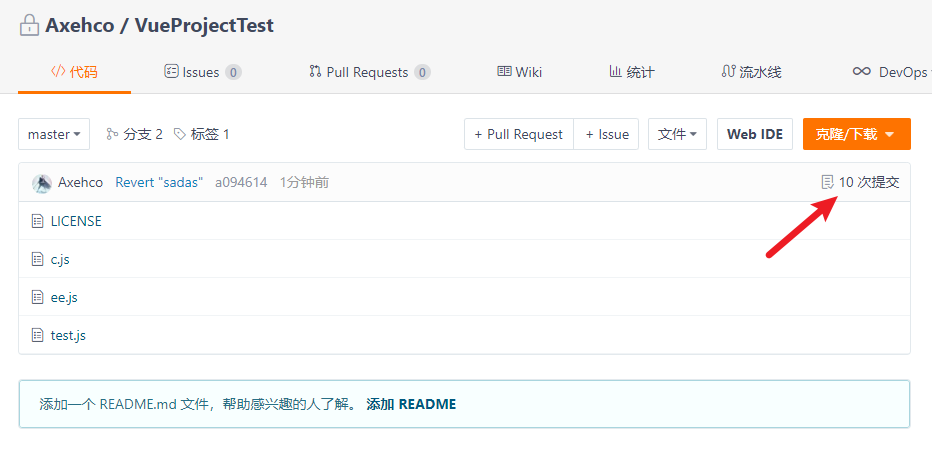 Axehco / VueProjectTest
代码 Issues 0 Pull Requests 0 Wiki 统计 流水线 DevOps
master 分支 2 标签 1 + Pull Request + Issue 文件 Web IDE 克隆/下载
Axehco Revert "sadas" a094614 1分钟前 10 次提交
LICENSE
c.js
ee.js
test.js
添加一个 README.md 文件，帮助感兴趣的人了解。 添加 README